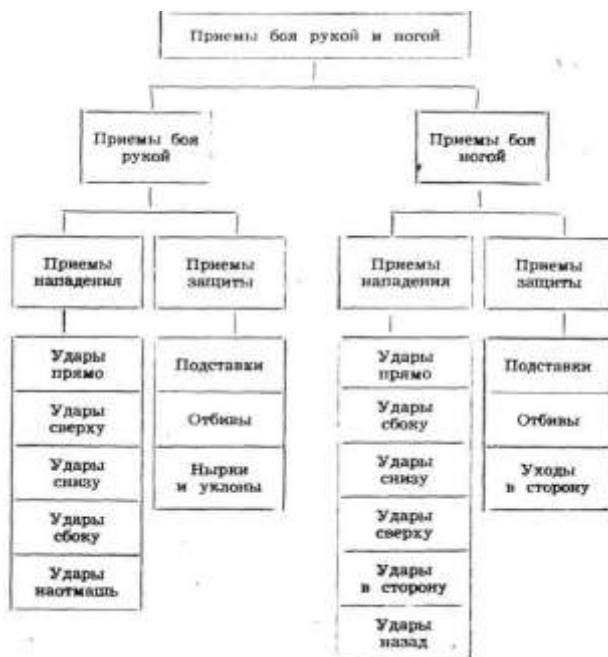 Приемы боя рукой и ногой
Приемы боя
рукой
Приемы боя
ногой
Приемы
нападения
Приемы
защиты
Приемы
нападения
Приемы
защиты
Удары
прямо
Удары
сверху
Удары
снизу
Удары
сбоку
Удары
наотмашь
Подставки
Отбивы
Нырки
и уклоны
Удары
прямо
Удары
сбоку
Удары
снизу
Удары
сверху
Удары
в сторону
Удары
назад
Подставки
Отбивы
Уходы
в сторону